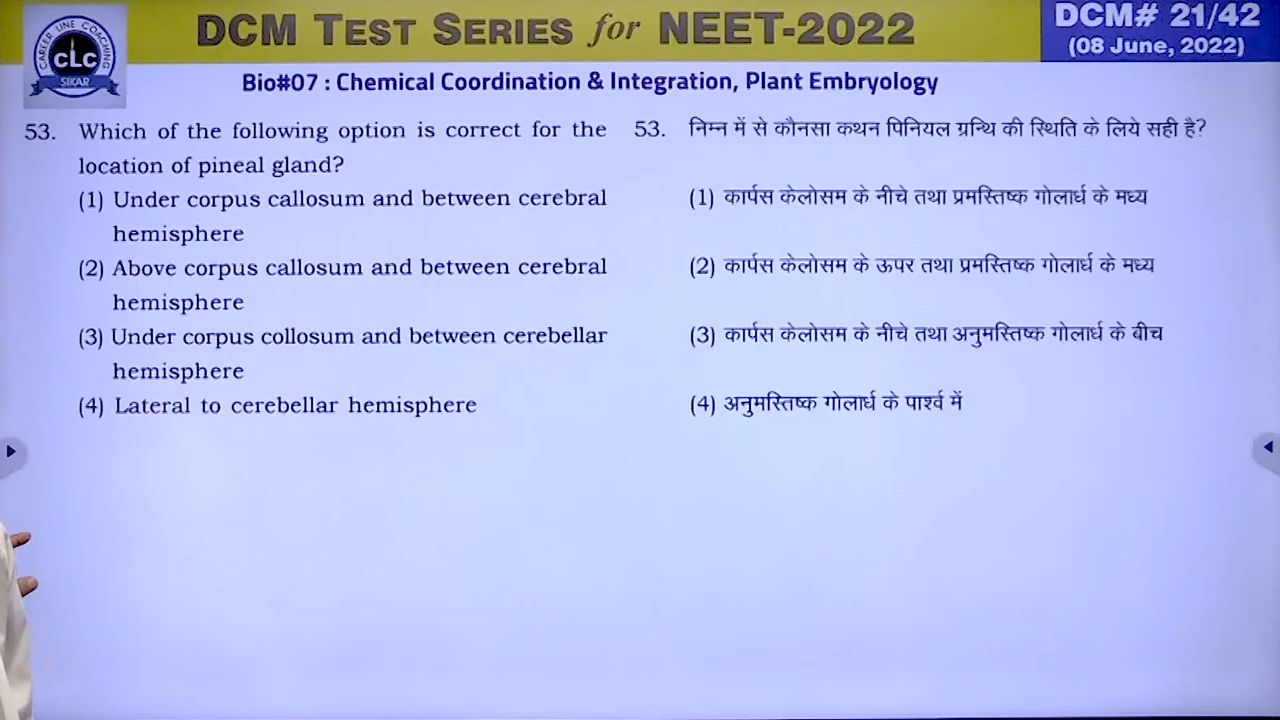 DCM TEST SERIES for NEET-2022
DCM# 21/42
(08 June, 2022)
CAREER LINE COACHING
CLC
SIKAR
Bio#07 : Chemical Coordination & Integration, Plant Embryology
53. Which of the following option is correct for the
location of pineal gland?
(1) Under corpus callosum and between cerebral
hemisphere
(2) Above corpus callosum and between cerebral
hemisphere
(3) Under corpus collosum and between cerebellar
hemisphere
(4) Lateral to cerebellar hemisphere
53. निम्न में से कौनसा कथन पिनियल ग्रन्थि की स्थिति के लिये सही है?
(1) कार्पस केलोसम के नीचे तथा प्रमस्तिष्क गोलार्ध के मध्य
(2) कार्पस केलोसम के ऊपर तथा प्रमस्तिष्क गोलार्ध के मध्य
(3) कार्पस केलोसम के नीचे तथा अनुमस्तिष्क गोलार्ध के बीच
(4) अनुमस्तिष्क गोलार्ध के पार्श्व में